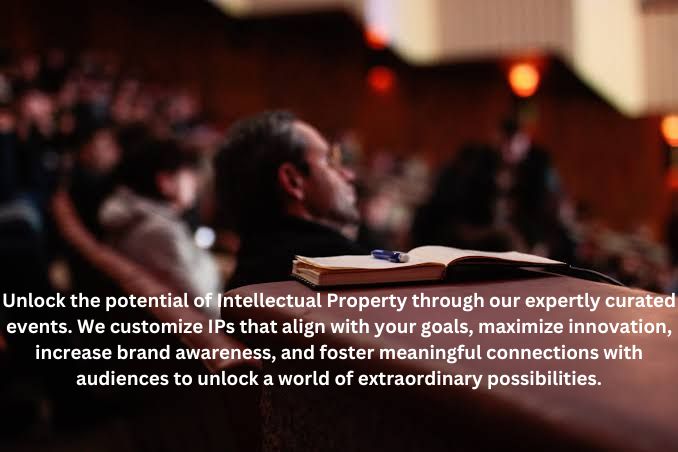 Unlock the potential of Intellectual Property through our expertly curated
events. We customize IPs that align with your goals, maximize innovation,
increase brand awareness, and foster meaningful connections with
audiences to unlock a world of extraordinary possibilities.